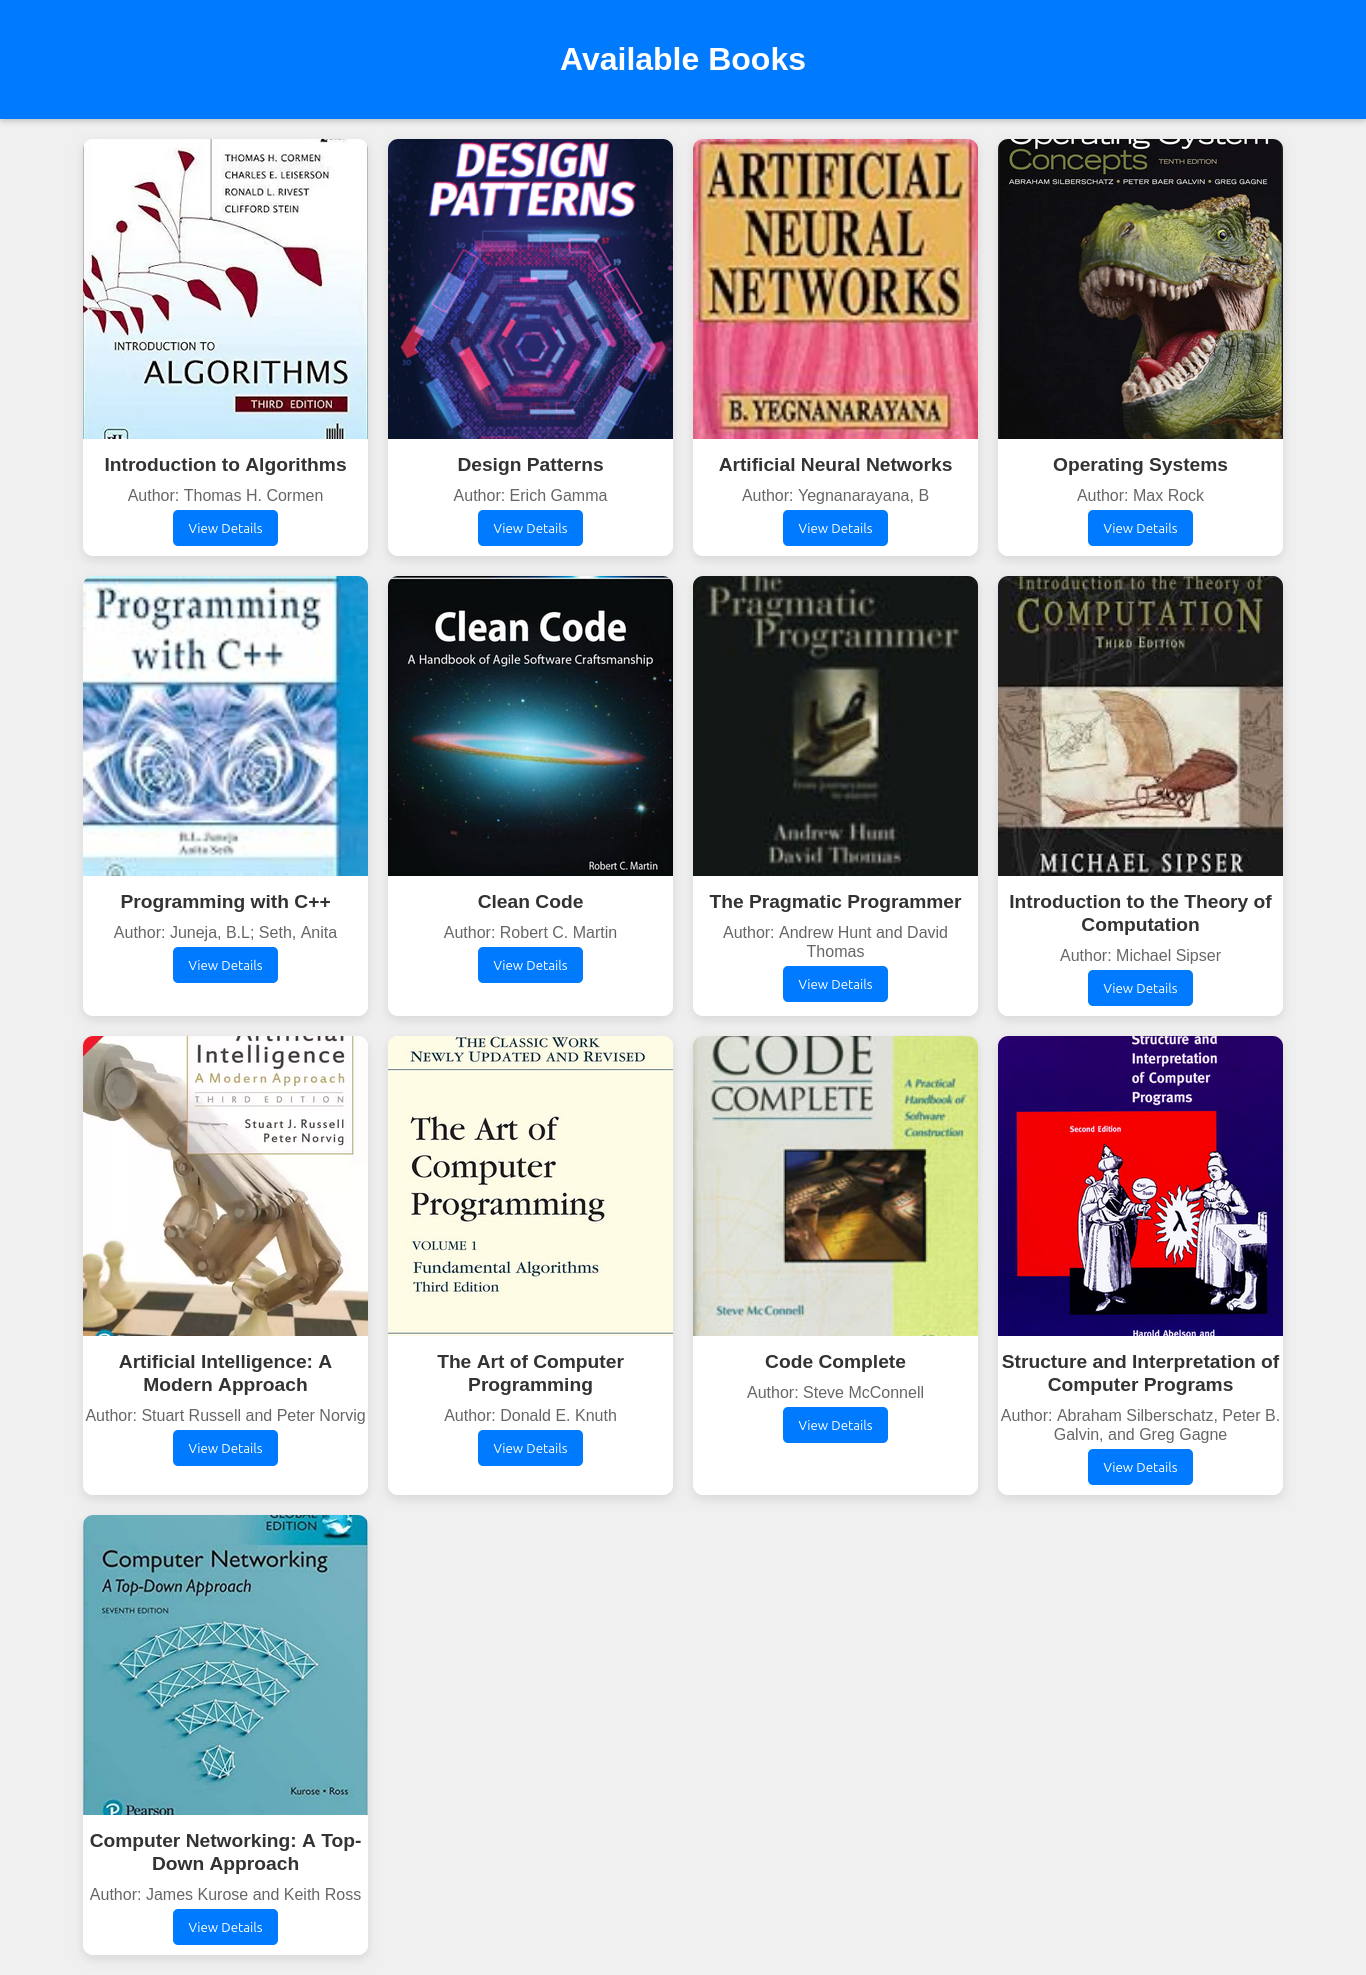 Available Books
THOMAS H. CORMEN
CHARLES E. LEISERSON
RONALD L. RIVEST
CLIFFORD STEIN
INTRODUCTION TO
ALGORITHMS
THIRD EDITION
DESIGN
PATTERNS
ARTIFICIAL
NEURAL
NETWORKS
B. YEGNANARAYANA
Operating System
Concepts TENTH EDITION
ABRAHAM SILBERSCHATZ • PETER BAER GALVIN • GREG GAGNE
Introduction to Algorithms
Author: Thomas H. Cormen
View Details
Design Patterns
Author: Erich Gamma
View Details
Artificial Neural Networks
Author: Yegnanarayana, B
View Details
Operating Systems
Author: Max Rock
View Details
Programming
with C++
B.L. Juneja
Anita Seth
Clean Code
A Handbook of Agile Software Craftsmanship
Robert C. Martin
The
Pragmatic
Programmer
from journeyman
to master
Andrew Hunt
David Thomas
Introduction to the Theory of
COMPUTATION
THIRD EDITION
MICHAEL SIPSER
Programming with C++
Author: Juneja, B.L; Seth, Anita
View Details
Clean Code
Author: Robert C. Martin
View Details
The Pragmatic Programmer
Author: Andrew Hunt and David
Thomas
View Details
Introduction to the Theory of
Computation
Author: Michael Sipser
View Details
Artificial
Intelligence
A Modern Approach
THIRD EDITION
Stuart J. Russell
Peter Norvig
THE CLASSIC WORK
NEWLY UPDATED AND REVISED
The Art of
Computer
Programming
VOLUME 1
Fundamental Algorithms
Third Edition
CODE
COMPLETE
A Practical
Handbook of
Software
Construction
Steve McConnell
Structure and
Interpretation
of Computer
Programs
Second Edition
λ
Harold Abelson and
Artificial Intelligence: A
Modern Approach
Author: Stuart Russell and Peter Norvig
View Details
The Art of Computer
Programming
Author: Donald E. Knuth
View Details
Code Complete
Author: Steve McConnell
View Details
Structure and Interpretation of
Computer Programs
Author: Abraham Silberschatz, Peter B.
Galvin, and Greg Gagne
View Details
GLOBAL
EDITION
Computer Networking
A Top-Down Approach
SEVENTH EDITION
Kurose • Ross
Pearson
Computer Networking: A Top-
Down Approach
Author: James Kurose and Keith Ross
View Details